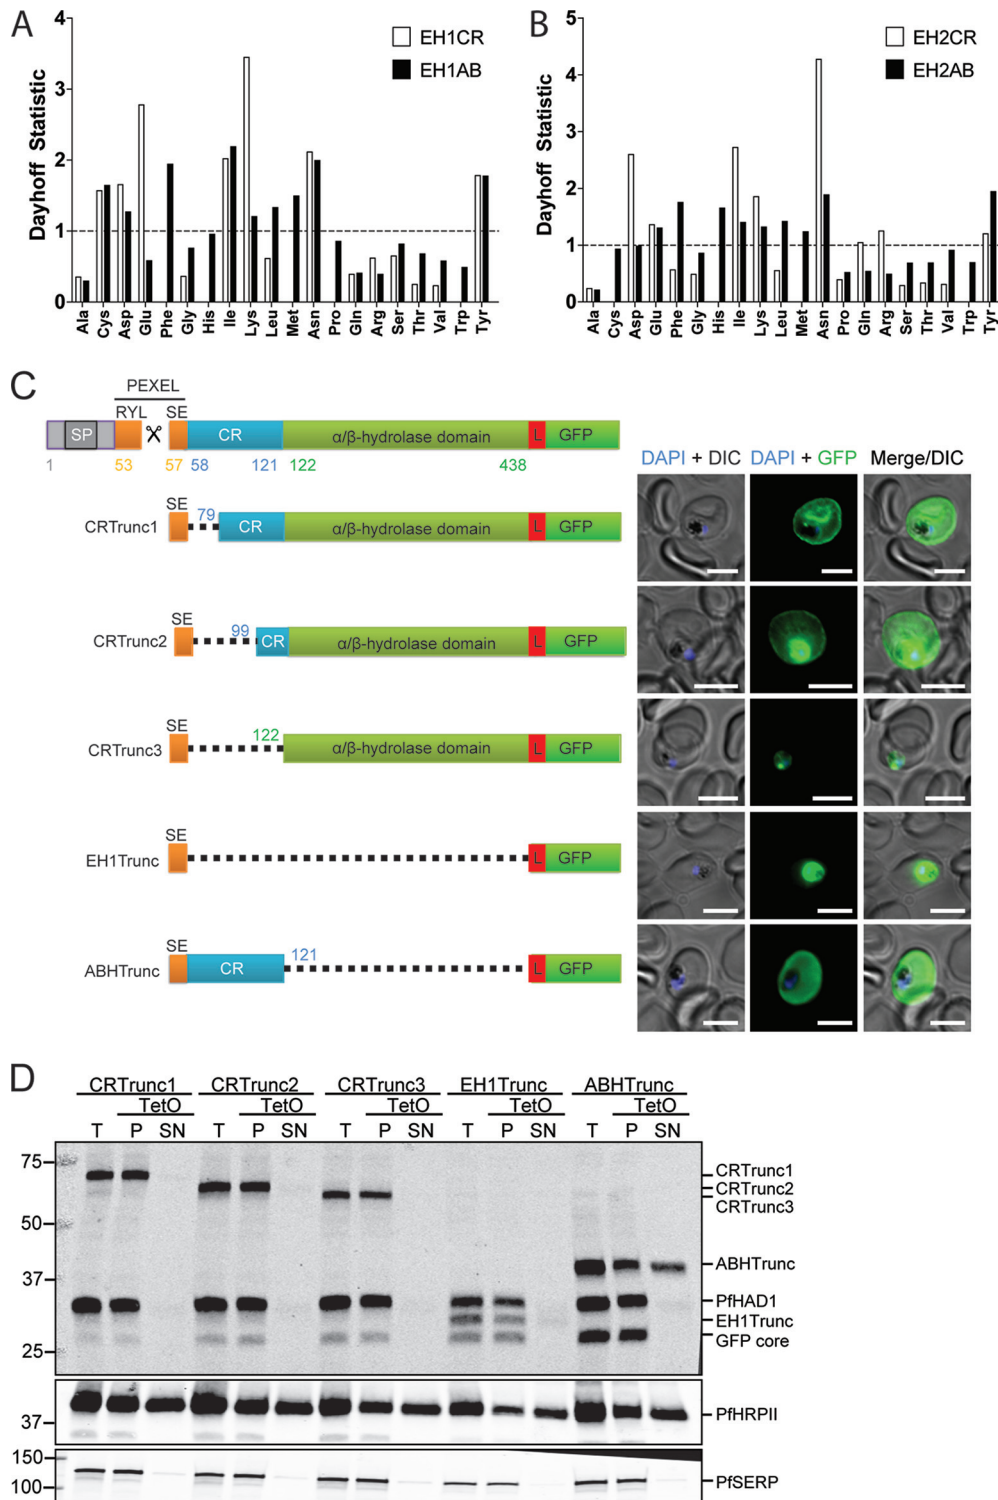 A
4
3
2
1
0
Dayhoff Statistic
EH1CR
EH1AB
Ala Cys Asp Glu Phe Gly His Ile Lys Leu Met Asn Pro Gln Arg Ser Thr Val Trp Tyr
B
5
4
3
2
1
0
Dayhoff Statistic
EH2CR
EH2AB
Ala Cys Asp Glu Phe Gly His Ile Lys Leu Met Asn Pro Gln Arg Ser Thr Val Trp Tyr
C
PEXEL
RYL SE
SP CR α/β-hydrolase domain L GFP
1 53 57 58 121 122 438
DAPI + DIC DAPI + GFP Merge/DIC
SE
CRTrunc1 79 CR α/β-hydrolase domain L GFP
SE
CRTrunc2 99 CR α/β-hydrolase domain L GFP
SE
CRTrunc3 122 α/β-hydrolase domain L GFP
SE
EH1Trunc L GFP
SE
ABHTrunc CR 121 L GFP
D
CRTrunc1 CRTrunc2 CRTrunc3 EH1Trunc ABHTrunc
TetO TetO TetO TetO TetO
T P SN T P SN T P SN T P SN T P SN
75
50
37
25
CRTrunc1
CRTrunc2
CRTrunc3
ABHTrunc
PfHAD1
EH1Trunc
GFP core
37
PfHRPII
150
100
PfSERP